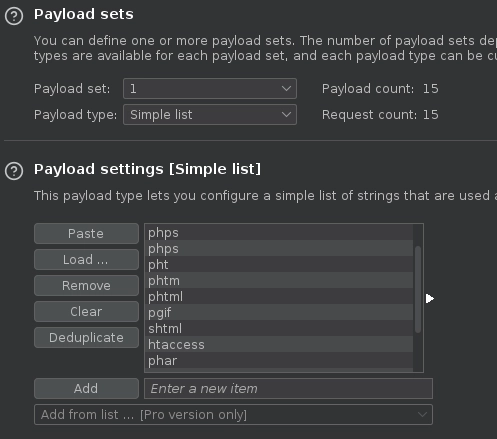 Payload sets
You can define one or more payload sets. The number of payload sets
types are available for each payload set, and each payload type can be
Payload set: 1 Payload count: 15
Payload type: Simple list Request count: 15
Payload settings [Simple list]
This payload type lets you configure a simple list of strings that are used
Paste
Load ...
Remove
Clear
Deduplicate
phps
phps
pht
phtm
phtml
pgif
shtml
htaccess
phar
Add Enter a new item
Add from list ... [Pro version only]